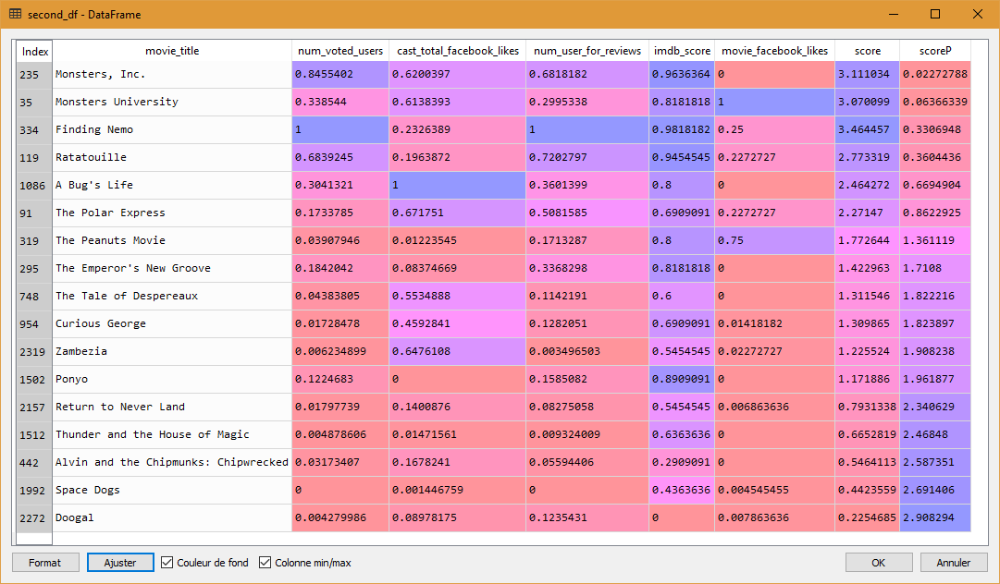 second_df - DataFrame
Index movie_title num_voted_users cast_total_facebook_likes num_user_for_reviews imdb_score movie_facebook_likes score scoreP
235 Monsters, Inc. 0.8455402 0.6200397 0.6818182 0.9636364 0 3.111034 0.02272788
35 Monsters University 0.338544 0.6138393 0.2995338 0.8181818 1 3.070099 0.06366339
334 Finding Nemo 1 0.2326389 1 0.9818182 0.25 3.464457 0.3306948
119 Ratatouille 0.6839245 0.1963872 0.7202797 0.9454545 0.2272727 2.773319 0.3604436
1086 A Bug's Life 0.3041321 1 0.3601399 0.8 0 2.464272 0.6694904
91 The Polar Express 0.1733785 0.671751 0.5081585 0.6909091 0.2272727 2.27147 0.8622925
319 The Peanuts Movie 0.03907946 0.01223545 0.1713287 0.8 0.75 1.772644 1.361119
295 The Emperor's New Groove 0.1842042 0.08374669 0.3368298 0.8181818 0 1.422963 1.7108
748 The Tale of Despereaux 0.04383805 0.5534888 0.1142191 0.6 0 1.311546 1.822216
954 Curious George 0.01728478 0.4592841 0.1282051 0.6909091 0.01418182 1.309865 1.823897
2319 Zambezia 0.006234899 0.6476108 0.003496503 0.5454545 0.02272727 1.225524 1.908238
1502 Ponyo 0.1224683 0 0.1585082 0.8909091 0 1.171886 1.961877
2157 Return to Never Land 0.01797739 0.1400876 0.08275058 0.5454545 0.006863636 0.7931338 2.340629
1512 Thunder and the House of Magic 0.004878606 0.01471561 0.009324009 0.6363636 0 0.6652819 2.46848
442 Alvin and the Chipmunks: Chipwrecked 0.03173407 0.1678241 0.05594406 0.2909091 0 0.5464113 2.587351
1992 Space Dogs 0 0.001446759 0 0.4363636 0.004545455 0.4423559 2.691406
2272 Doogal 0.004279986 0.08978175 0.1235431 0 0.007863636 0.2254685 2.908294
Format Ajuster Couleur de fond Colonne min/max OK Annuler